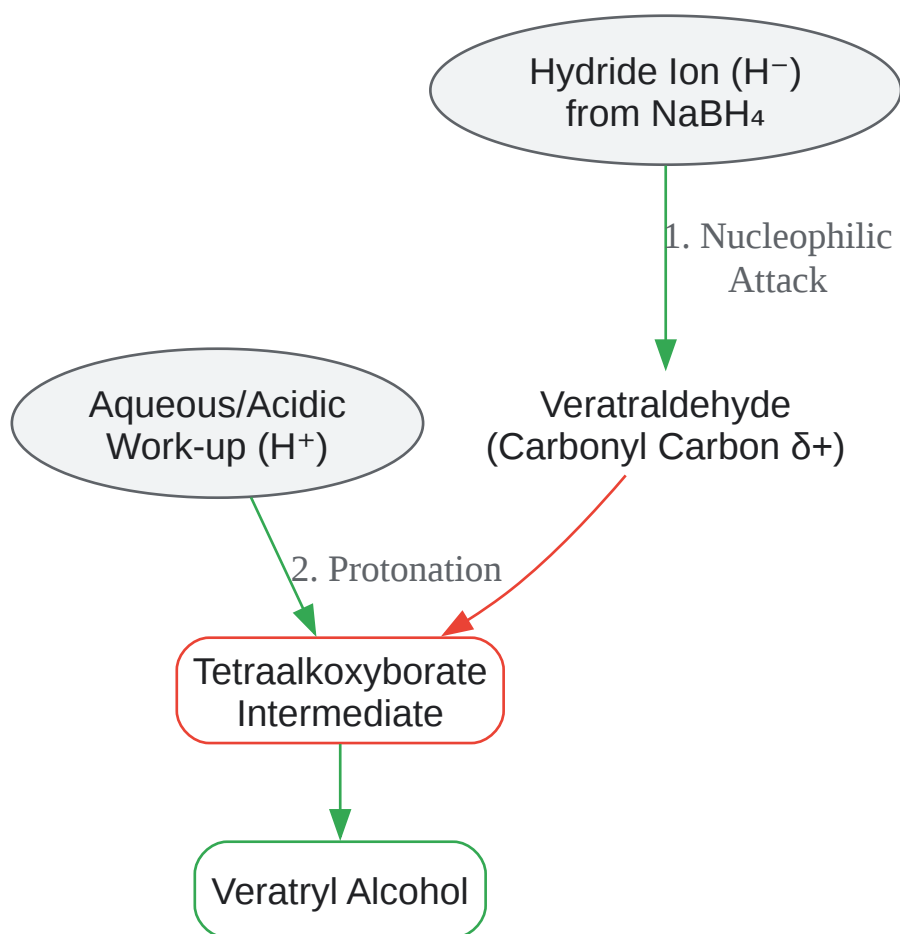 Hydride Ion (H⁻)
from NaBH₄
1. Nucleophilic
Attack
Aqueous/Acidic
Work-up (H⁺)
Veratraldehyde
(Carbonyl Carbon δ+)
2. Protonation
Tetraalkoxyborate
Intermediate
Veratryl Alcohol